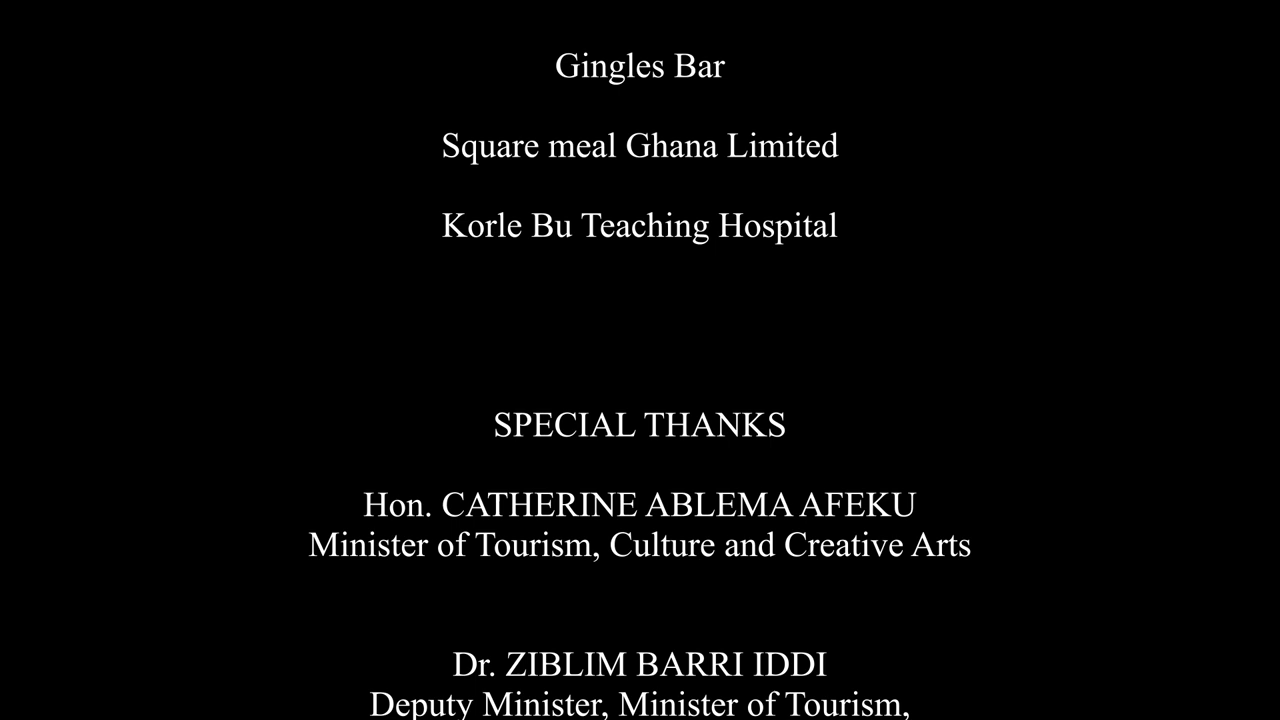 Gingles Bar
Square meal Ghana Limited
Korle Bu Teaching Hospital
SPECIAL THANKS
Hon. CATHERINE ABLEMA AFEKU
Minister of Tourism, Culture and Creative Arts
Dr. ZIBLIM BARRI IDDI
Deputy Minister, Minister of Tourism,